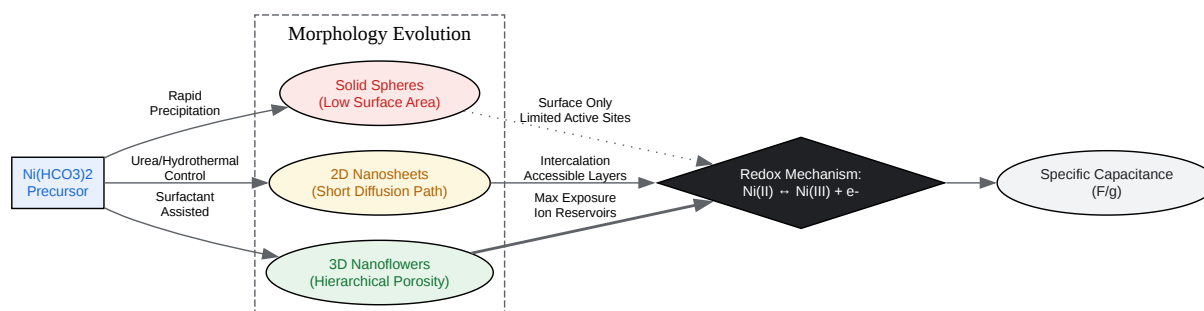 Morphology Evolution
Ni(HCO3)2
Precursor
Rapid
Precipitation
Urea/Hydrothermal
Control
Surfactant
Assisted
Solid Spheres
(Low Surface Area)
2D Nanosheets
(Short Diffusion Path)
3D Nanoflowers
(Hierarchical Porosity)
Surface Only
Limited Active Sites
Intercalation
Accessible Layers
Max Exposure
Ion Reservoirs
Redox Mechanism:
Ni(II) ↔ Ni(III) + e-
Specific Capacitance
(F/g)